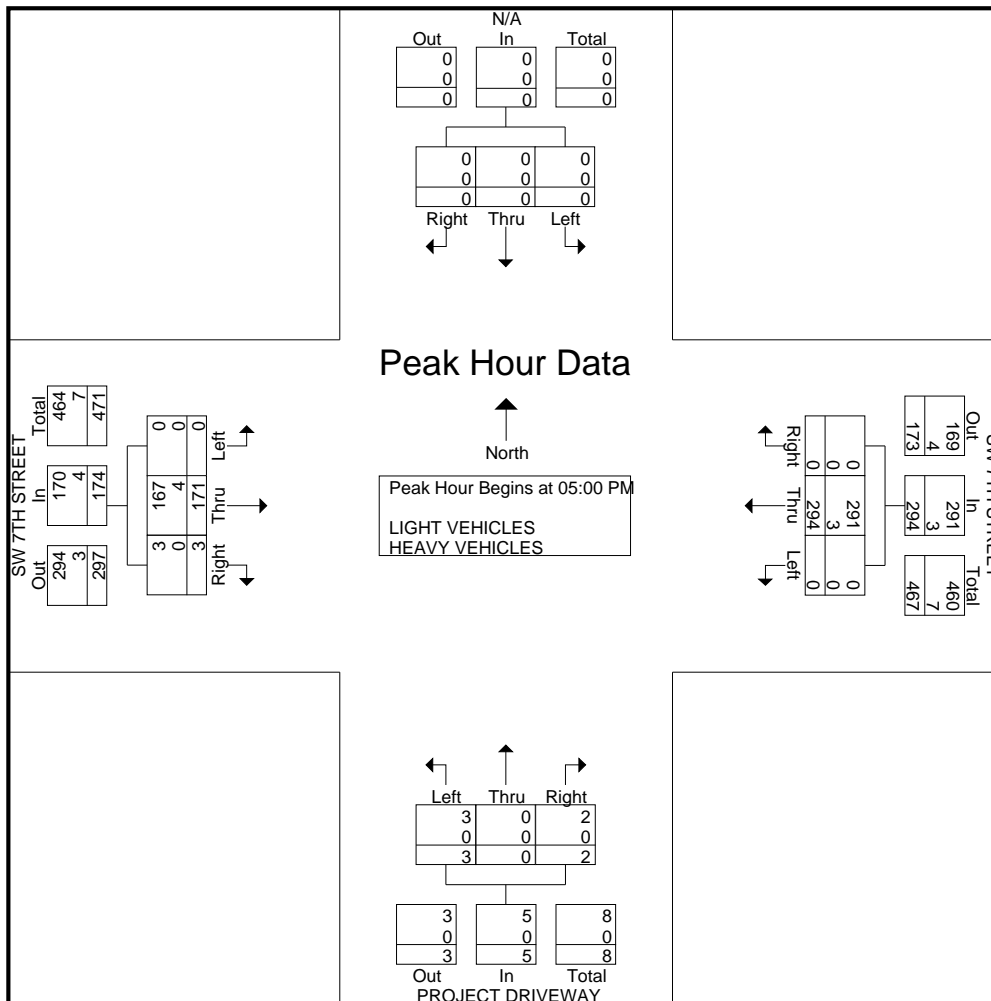 N/A
Out In Total
0 0 0
0 0 0
0 0 0
0 0 0
0 0 0
0 0 0
Right Thru Left
Peak Hour Data
North
Peak Hour Begins at 05:00 PM
LIGHT VEHICLES
HEAVY VEHICLES
SW 7TH STREET
Out In Total
294 170 464
3 4 7
297 174 471
Left Thru Right
0 167 3
0 4 0
0 171 3
SW 7TH STREET
Out In Total
169 291 460
4 3 7
173 294 467
Right Thru Left
0 291 0
0 3 0
0 294 0
Left Thru Right
3 0 2
0 0 0
3 0 2
3 5 8
0 0 0
3 5 8
Out In Total
PROJECT DRIVEWAY